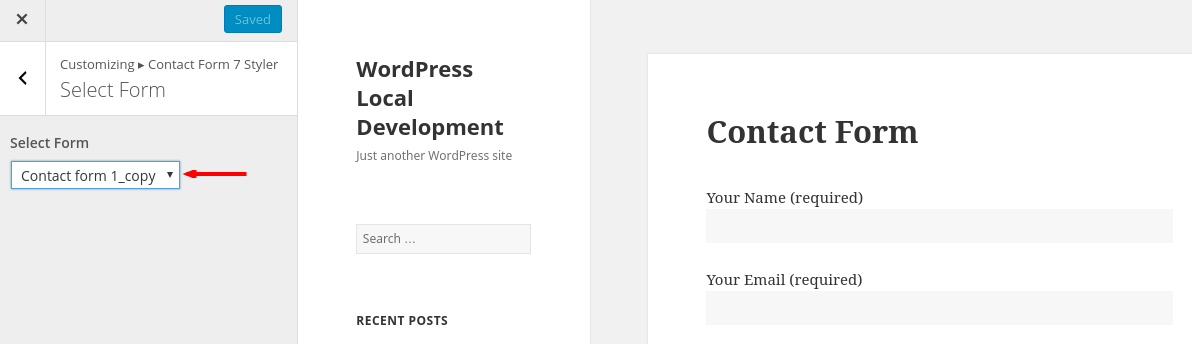 Saved
Customizing ▸ Contact Form 7 Styler
Select Form
Select Form
Contact form 1_copy
WordPress
Local
Development
Just another WordPress site
Search …
RECENT POSTS
Contact Form
Your Name (required)
Your Email (required)